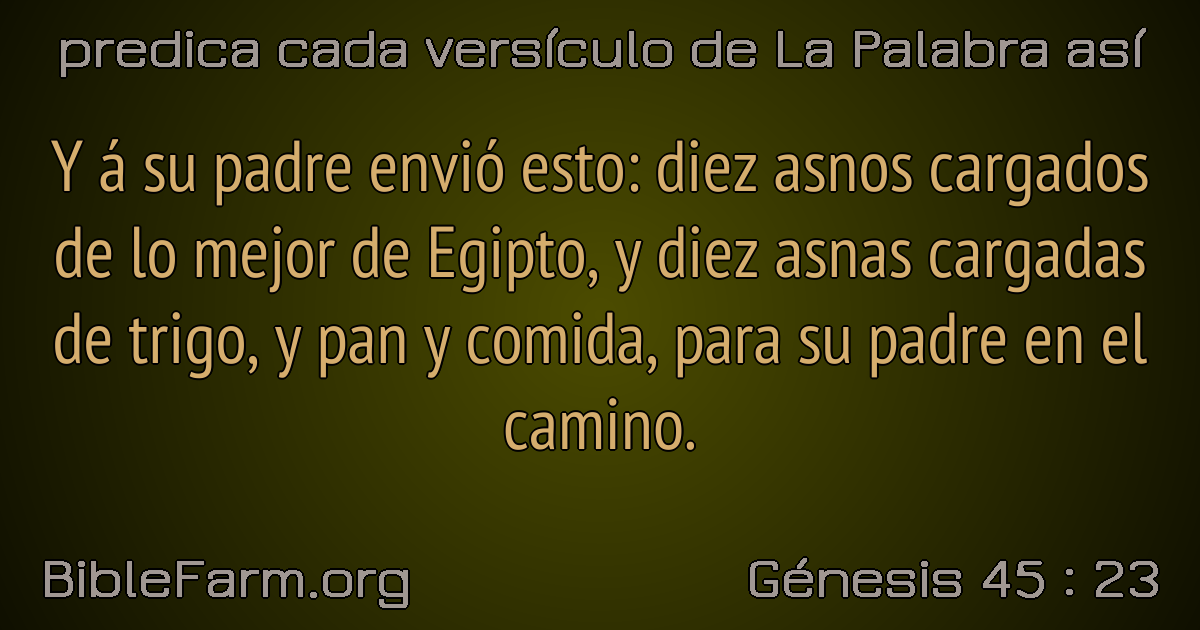 predica cada versículo de La Palabra así
Y á su padre envió esto: diez asnos cargados
de lo mejor de Egipto, y diez asnas cargadas
de trigo, y pan y comida, para su padre en el
camino.
BibleFarm.org
Génesis 45 : 23